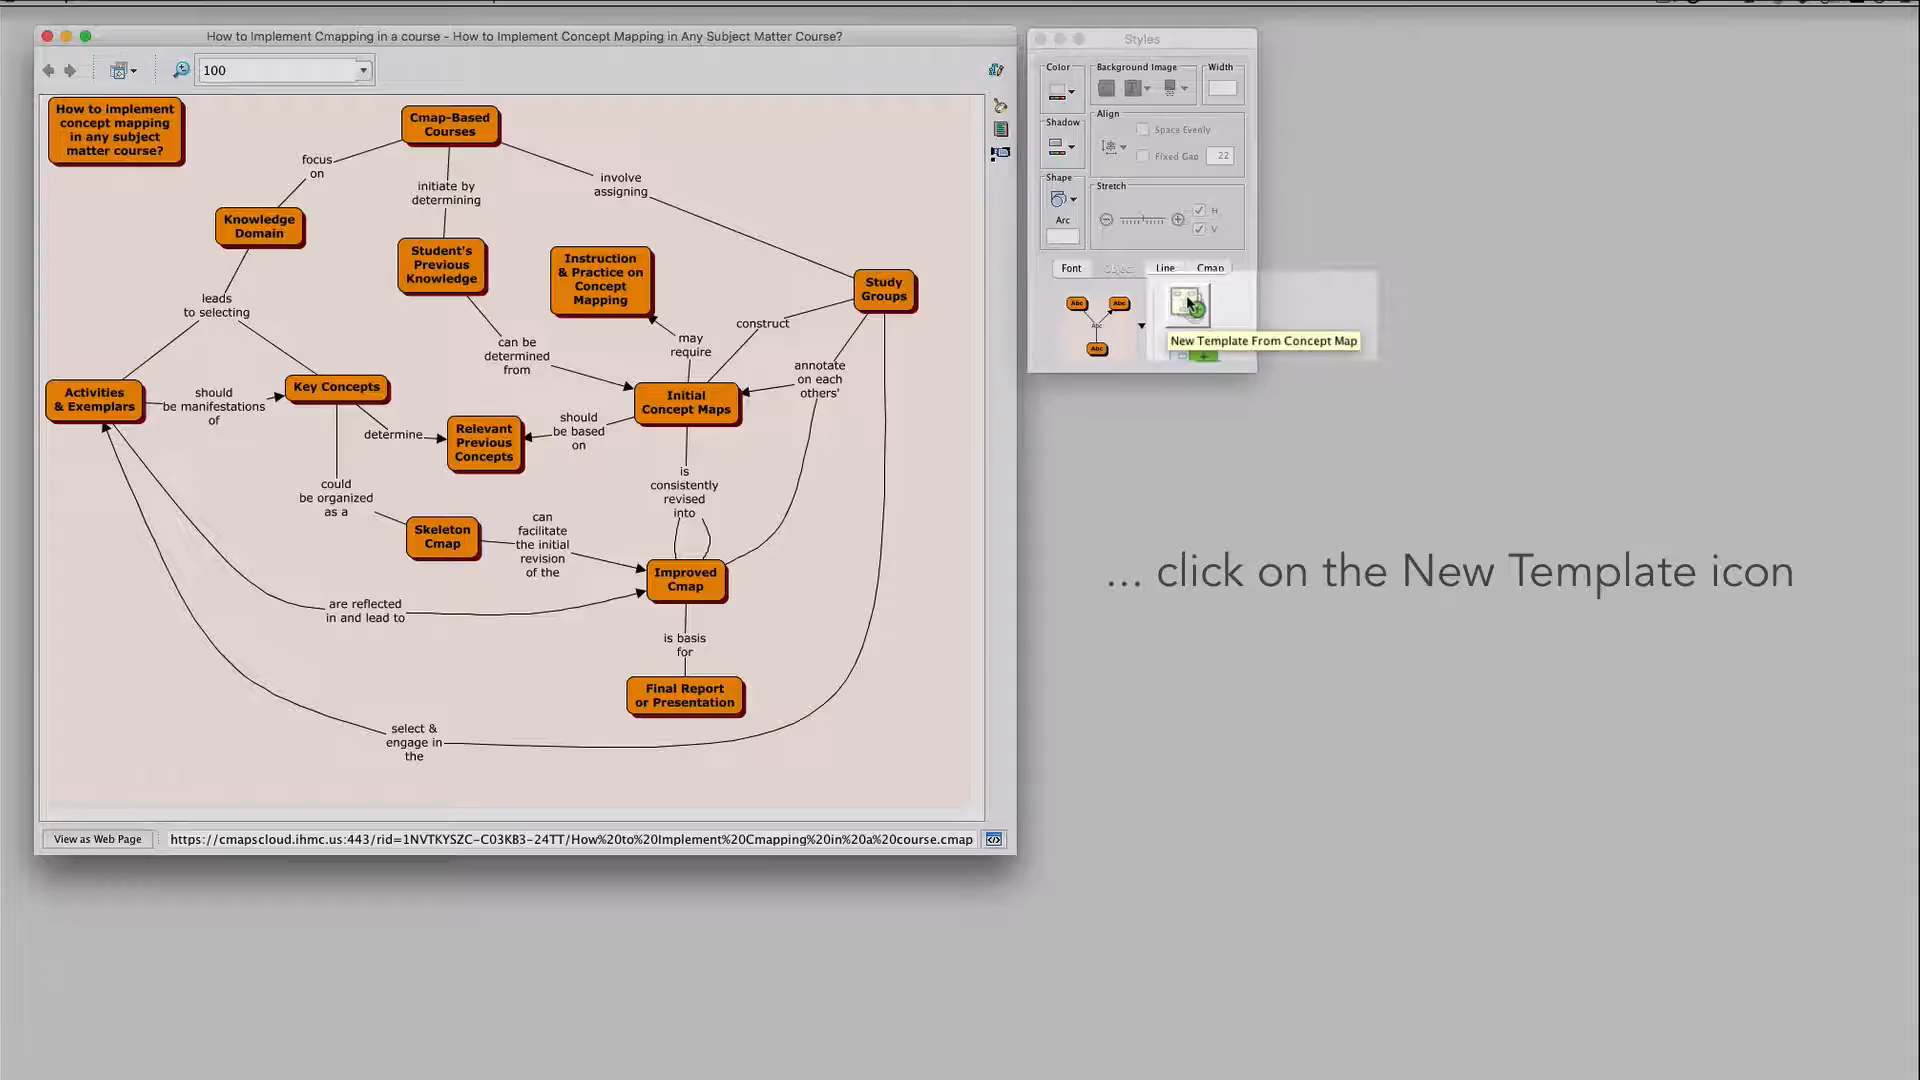 How to Implement Cmapping in a course - How to Implement Concept Mapping in Any Subject Matter Course?
100
How to implement
concept mapping
in any subject
matter course?
Cmap-Based
Courses
focus
on
initiate by
determining
involve
assigning
Knowledge
Domain
Student's
Previous
Knowledge
Instruction
& Practice on
Concept
Mapping
Study
Groups
leads
to selecting
can be
determined
from
may
require
construct
annotate
on each
others'
Activities
& Exemplars
should
be manifestations
of
Key Concepts
determine
Relevant
Previous
Concepts
should
be based
on
Initial
Concept Maps
could
be organized
as a
is
consistently
revised
into
Skeleton
Cmap
can
facilitate
the initial
revision
of the
Improved
Cmap
are reflected
in and lead to
is basis
for
Final Report
or Presentation
select &
engage in
the
View as Web Page
https://cmapscloud.ihmc.us:443/rid=1NVTKYSZC-C03KB3-24TT/How%20to%20Implement%20Cmapping%20in%20a%20course.cmap
Styles
Color
Background Image
Width
Shadow
Align
Space Evenly
Fixed Gap
22
Shape
Stretch
H
V
Arc
Font
Object
Line
Cmap
Abc
Abc
Abc
Abc
New Template From Concept Map
... click on the New Template icon